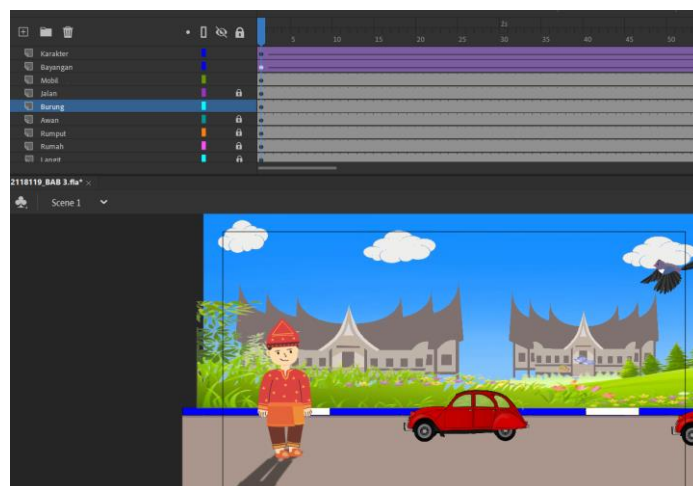 2s
5 10 15 20 25 30 35 40 45 50
Karakter
Bayangan
Mobil
Jalan
Burung
Awan
Rumput
Rumah
Langit
2118119_BAB 3.fla* ×
Scene 1